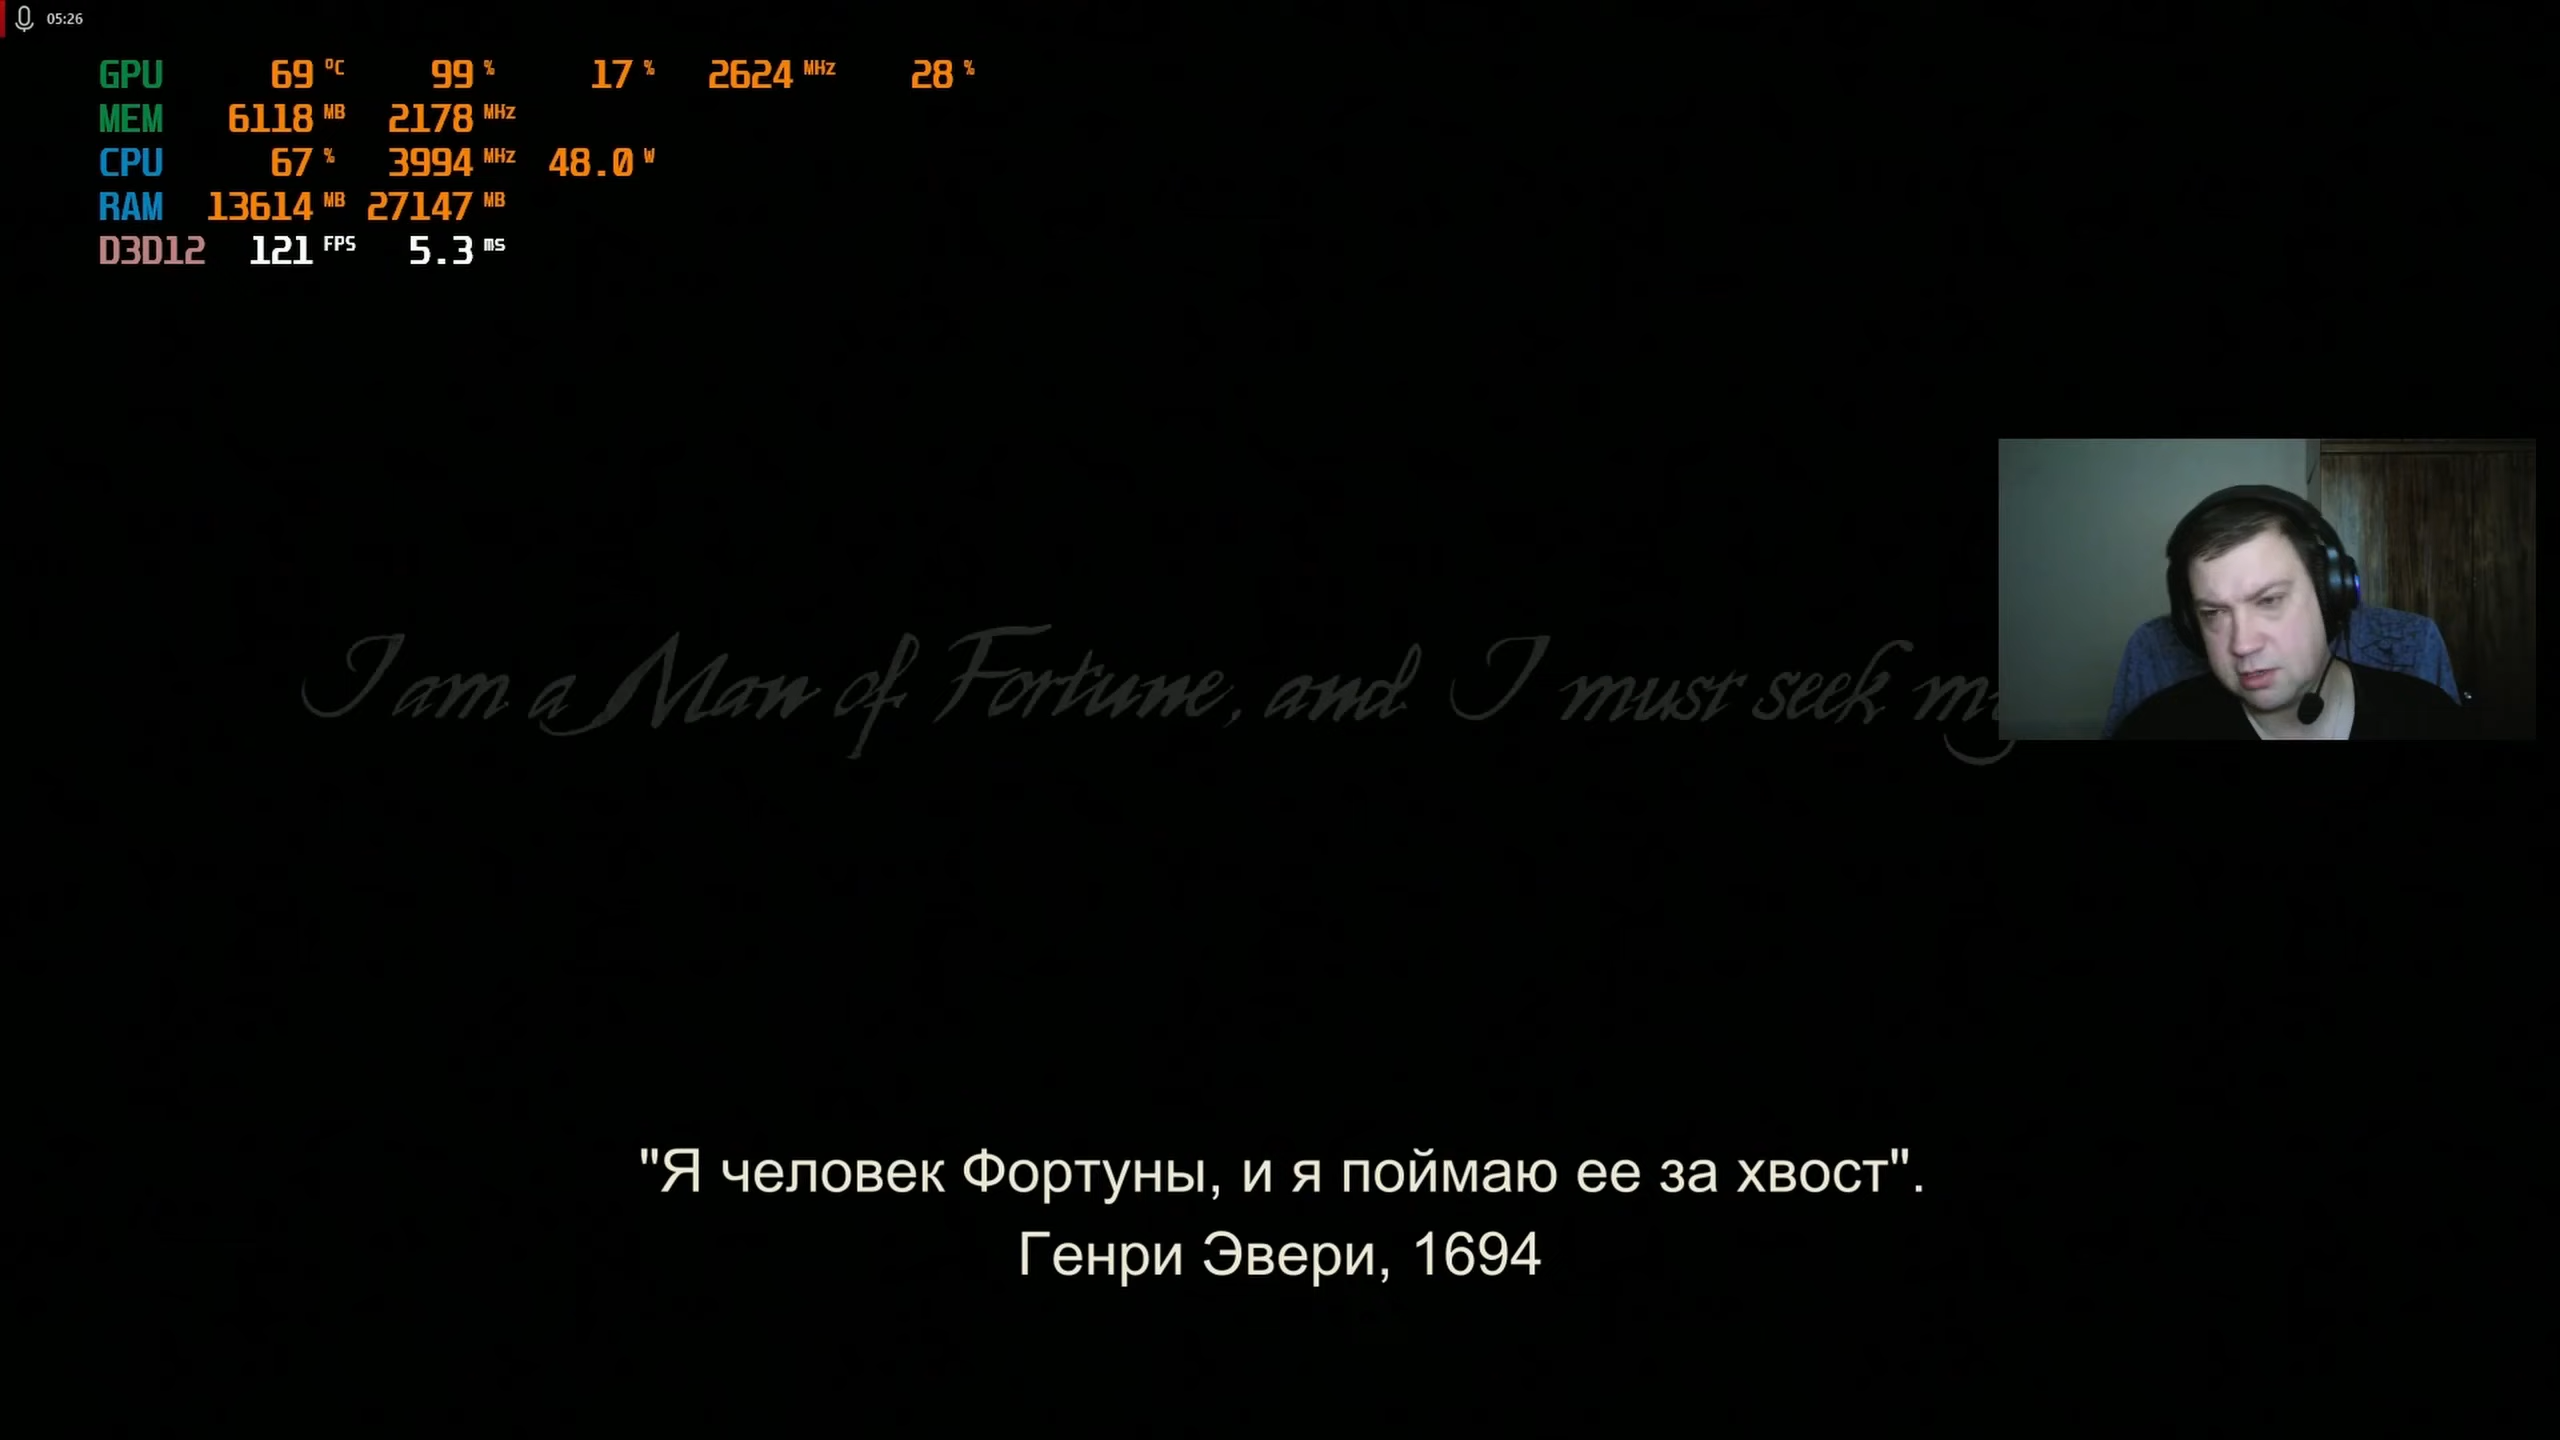 05:26
GPU 69 °C 99 % 17 % 2624 MHz 28 %
MEM 6118 MB 2178 MHz
CPU 67 % 3994 MHz 48.0 W
RAM 13614 MB 27147 MB
D3D12 121 FPS 5.3 ms
I am a Man of Fortune, and I must seek my
"Я человек Фортуны, и я поймаю ее за хвост".
Генри Эвери, 1694